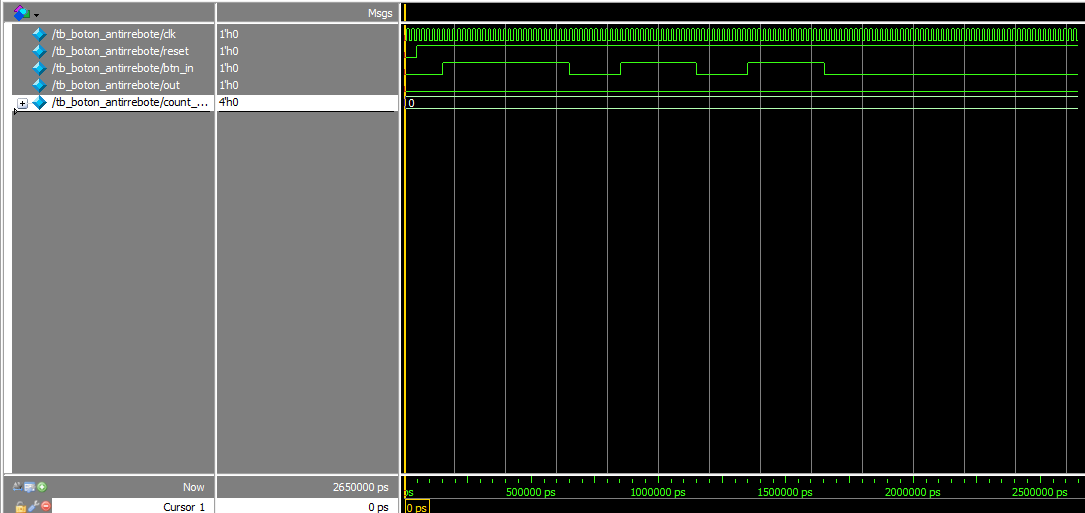 Msgs
/tb_boton_antirrebote/clk 1'h0
/tb_boton_antirrebote/reset 1'h0
/tb_boton_antirrebote/btn_in 1'h0
/tb_boton_antirrebote/out 1'h0
/tb_boton_antirrebote/count_... 4'h0 0
Now 2650000 ps ps 500000 ps 1000000 ps 1500000 ps 2000000 ps 2500000 ps
Cursor 1 0 ps 0 ps